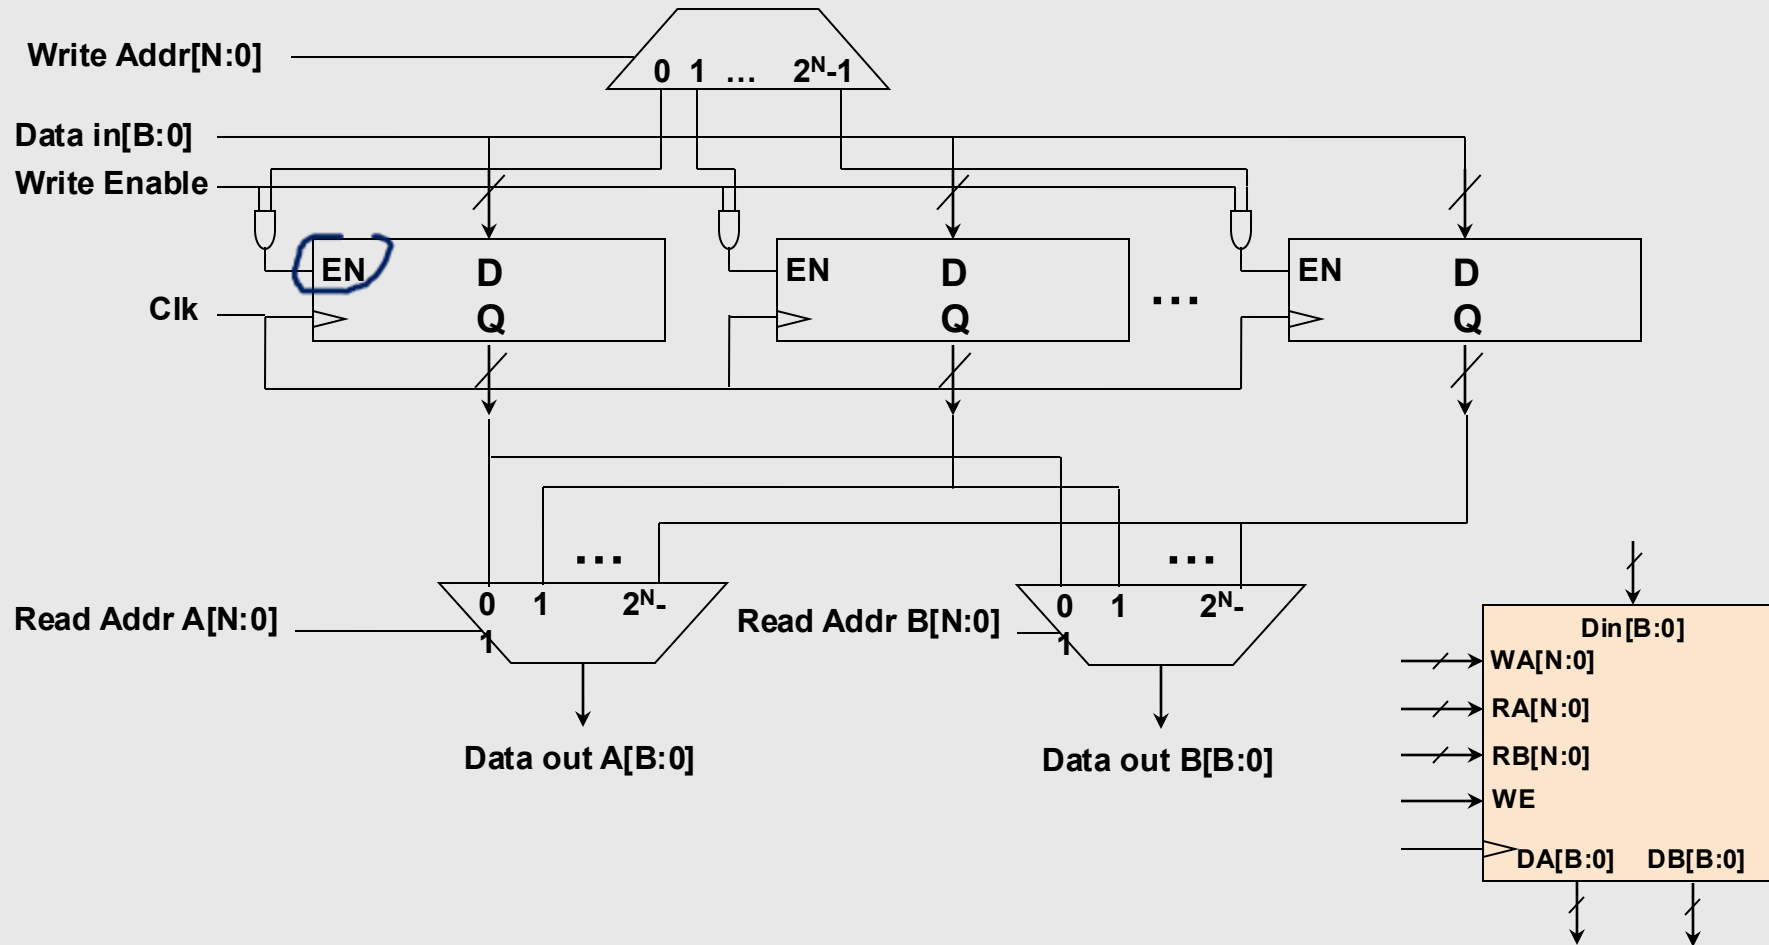 Write Addr[N:0]
0 1 … 2ᴺ-1
Data in[B:0]
Write Enable
EN D
Q
EN D
Q
EN D
Q
...
Clk
...
...
0 1 2ᴺ-
1
0 1 2ᴺ-
1
Read Addr A[N:0]
Read Addr B[N:0]
Data out A[B:0]
Data out B[B:0]
Din[B:0]
WA[N:0]
RA[N:0]
RB[N:0]
WE
DA[B:0] DB[B:0]